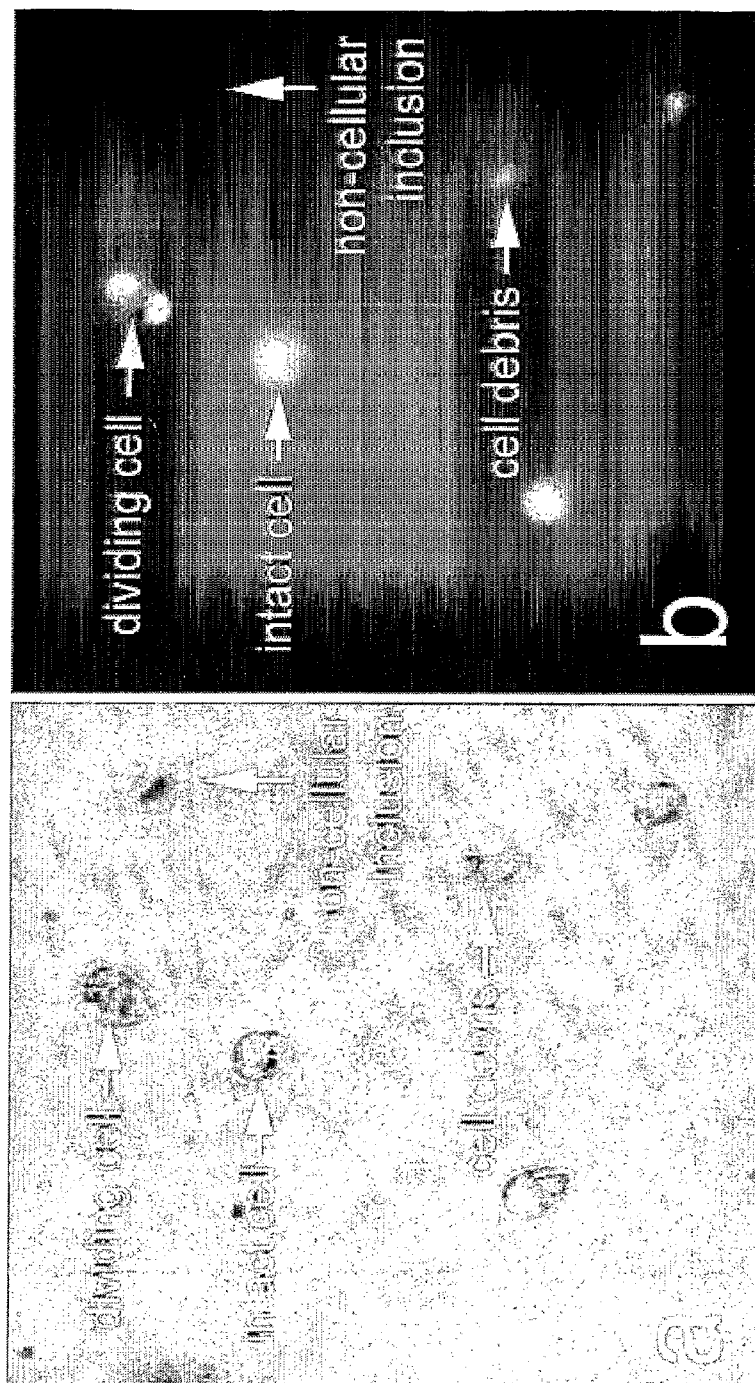 dividing cell
intact cell
non-cellular
inclusion
cell debris
a
dividing cell
intact cell
non-cellular
inclusion
cell debris
b